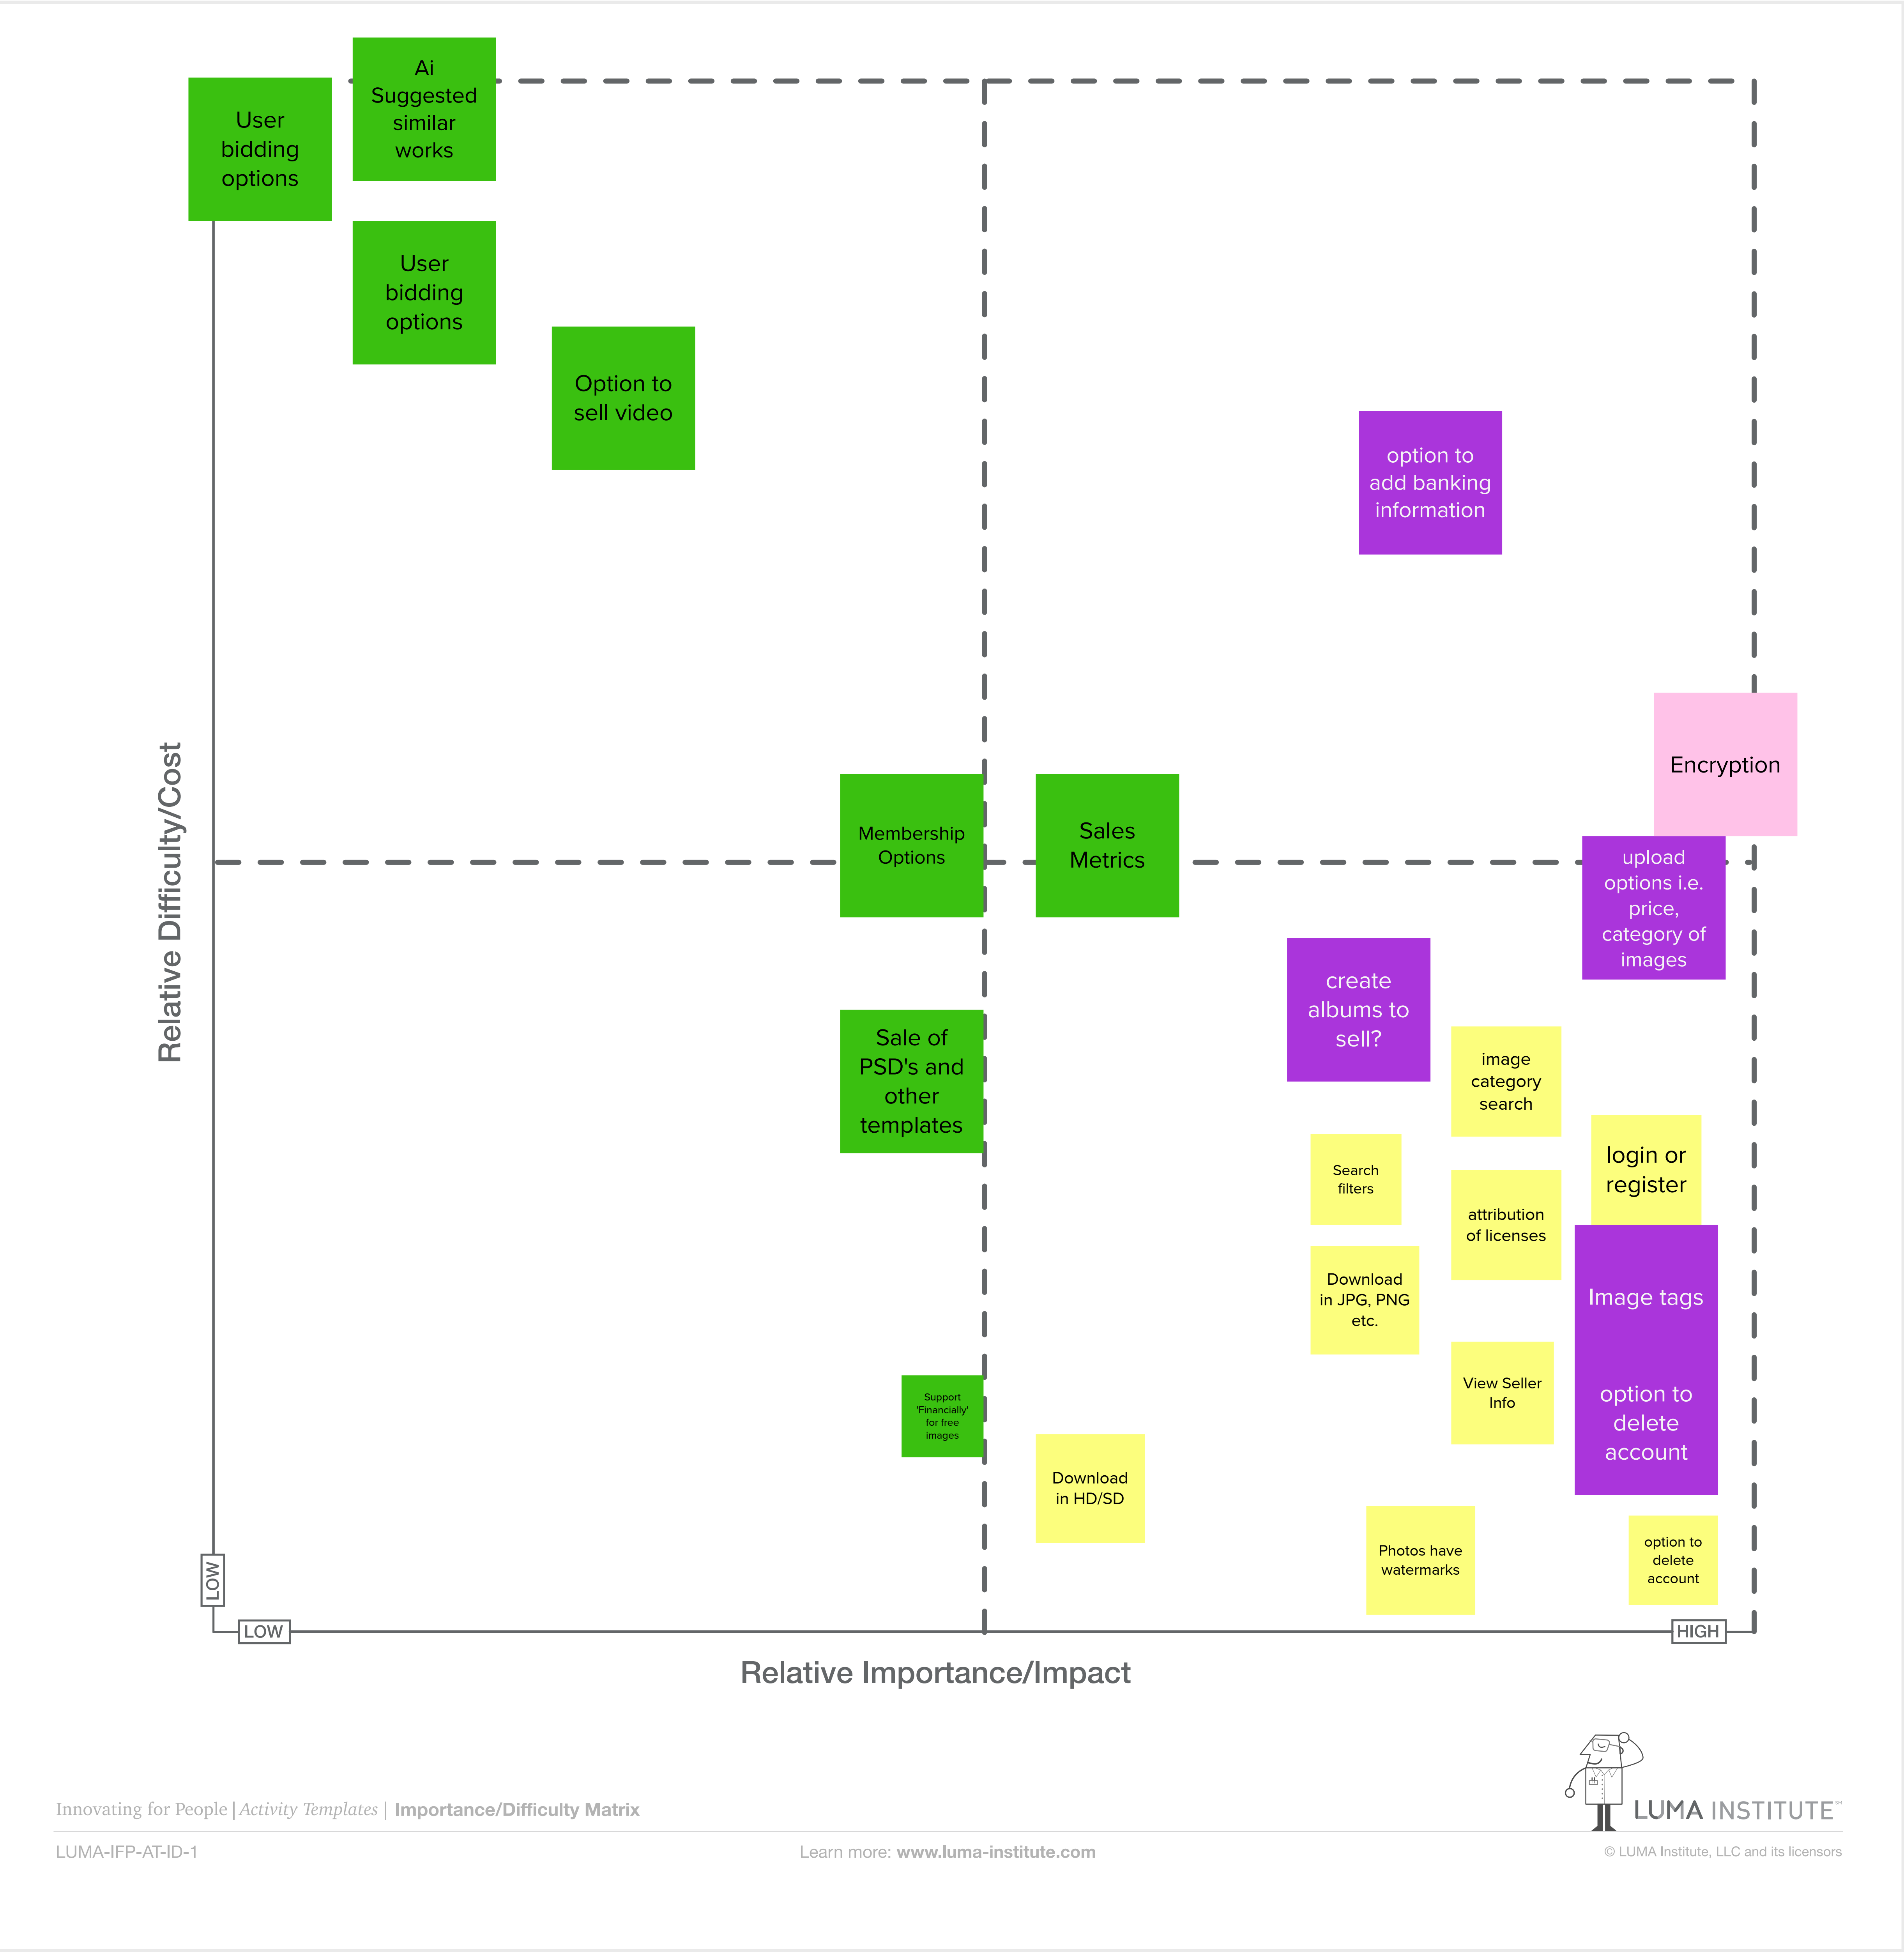 Ai
Suggested
similar
works
User
bidding
options
User
bidding
options
Option to
sell video
option to
add banking
information
Encryption
Relative Difficulty/Cost
Membership
Options
Sales
Metrics
upload
options i.e.
price,
category of
images
create
albums to
sell?
Sale of
PSD's and
other
templates
image
category
search
login or
register
Search
filters
attribution
of licenses
Download
in JPG, PNG
etc.
Image tags
View Seller
Info
option to
delete
account
Support
'Financially'
for free
images
Download
in HD/SD
Photos have
watermarks
option to
delete
account
LOW
LOW
HIGH
Relative Importance/Impact
Innovating for People | Activity Templates | Importance/Difficulty Matrix
LUMA INSTITUTE℠
LUMA-IFP-AT-ID-1
Learn more: www.luma-institute.com
© LUMA Institute, LLC and its licensors